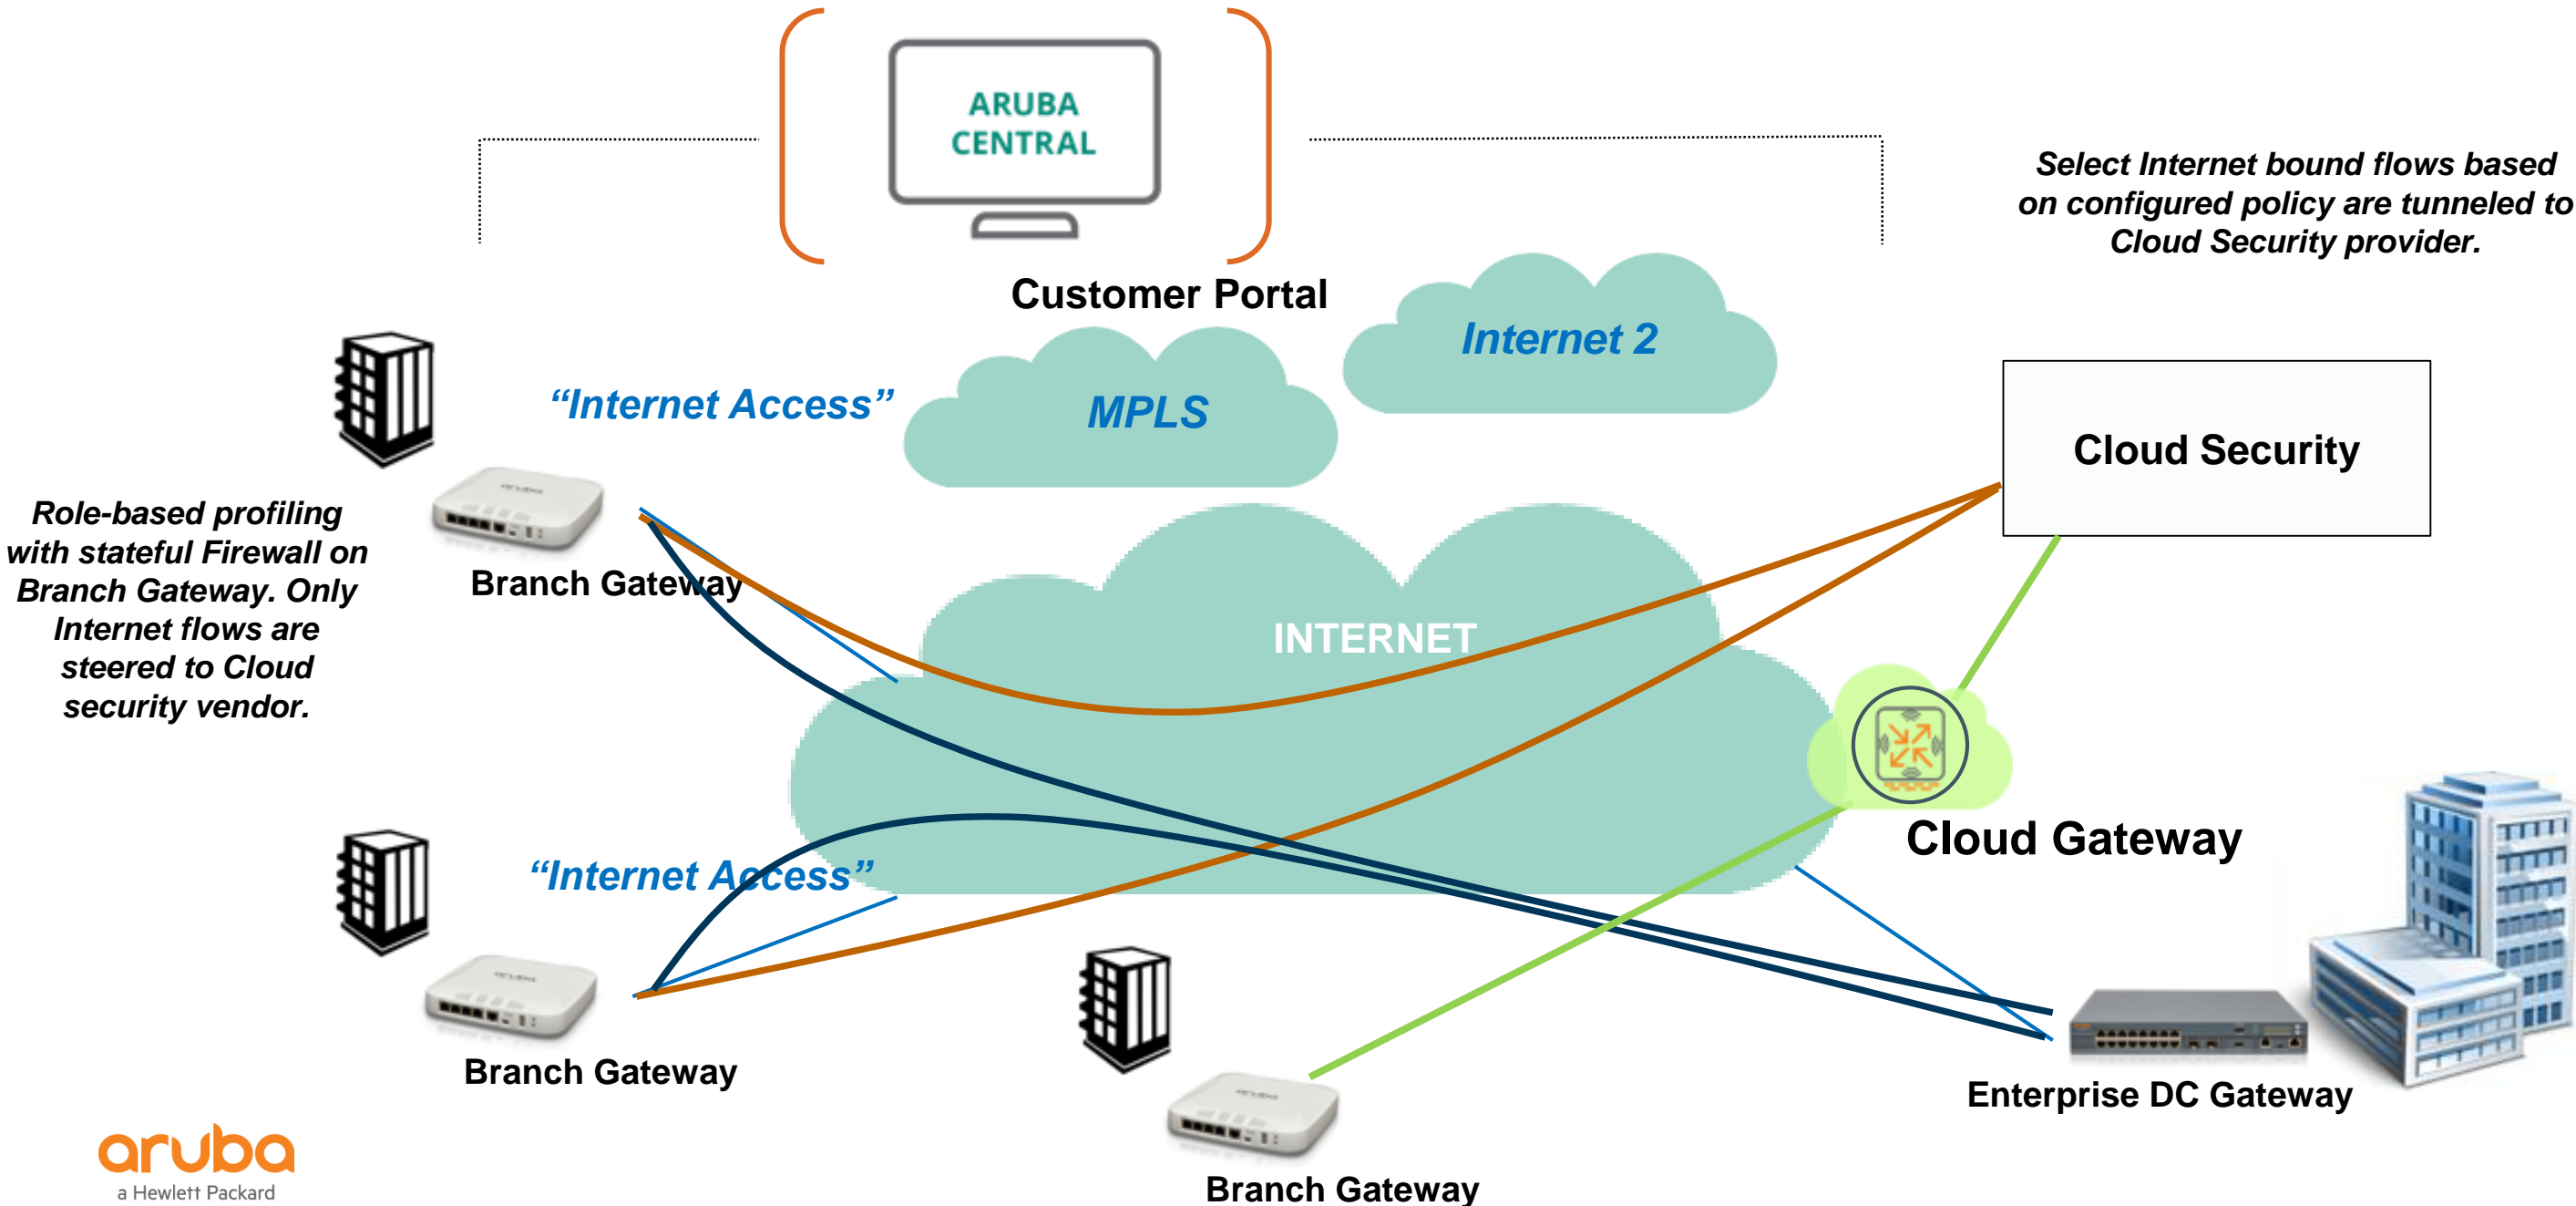 ARUBA
CENTRAL
Customer Portal
Select Internet bound flows based
on configured policy are tunneled to
Cloud Security provider.
Internet 2
MPLS
“Internet Access”
Cloud Security
Role-based profiling
with stateful Firewall on
Branch Gateway. Only
Internet flows are
steered to Cloud
security vendor.
aruba
Branch Gateway
INTERNET
Cloud Gateway
“Internet Access”
aruba
Branch Gateway
Enterprise DC Gateway
aruba
Branch Gateway
aruba
a Hewlett Packard